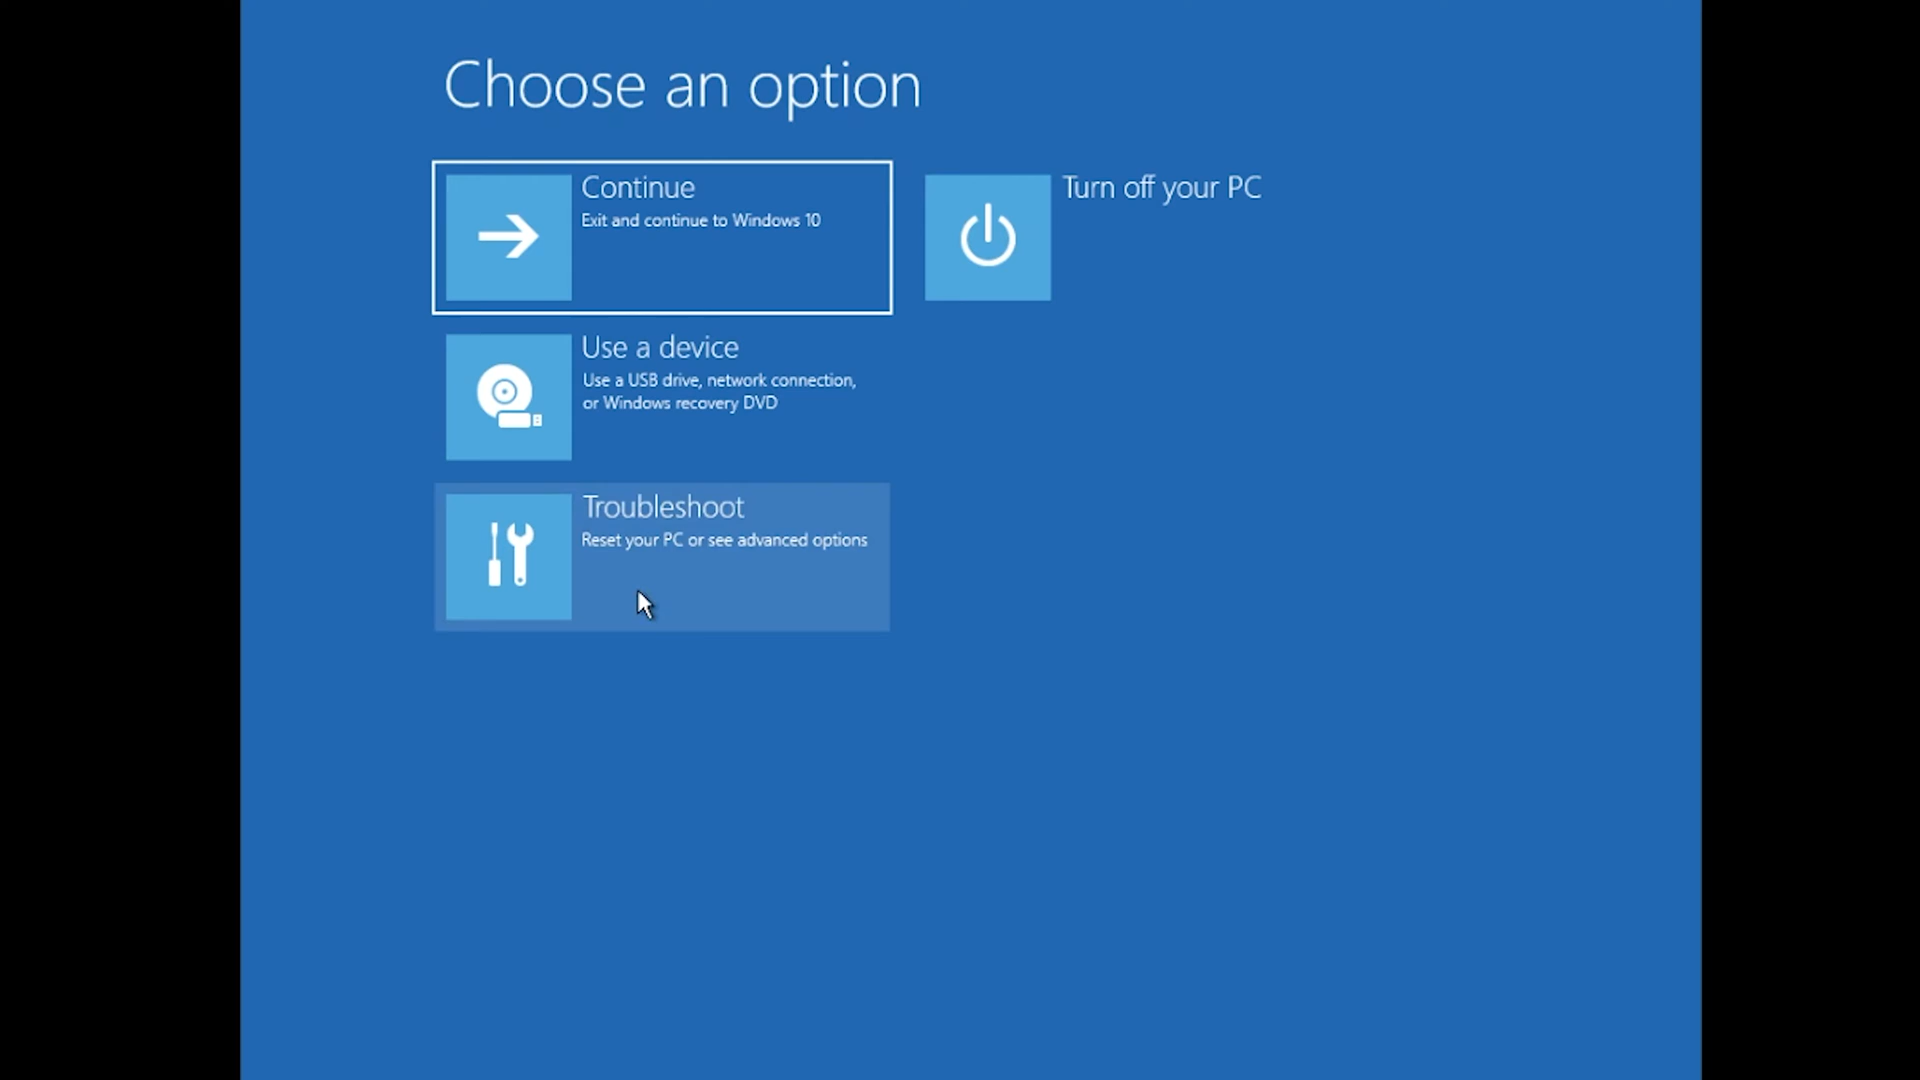 Choose an option
Continue
Exit and continue to Windows 10
Turn off your PC
Use a device
Use a USB drive, network connection,
or Windows recovery DVD
Troubleshoot
Reset your PC or see advanced options